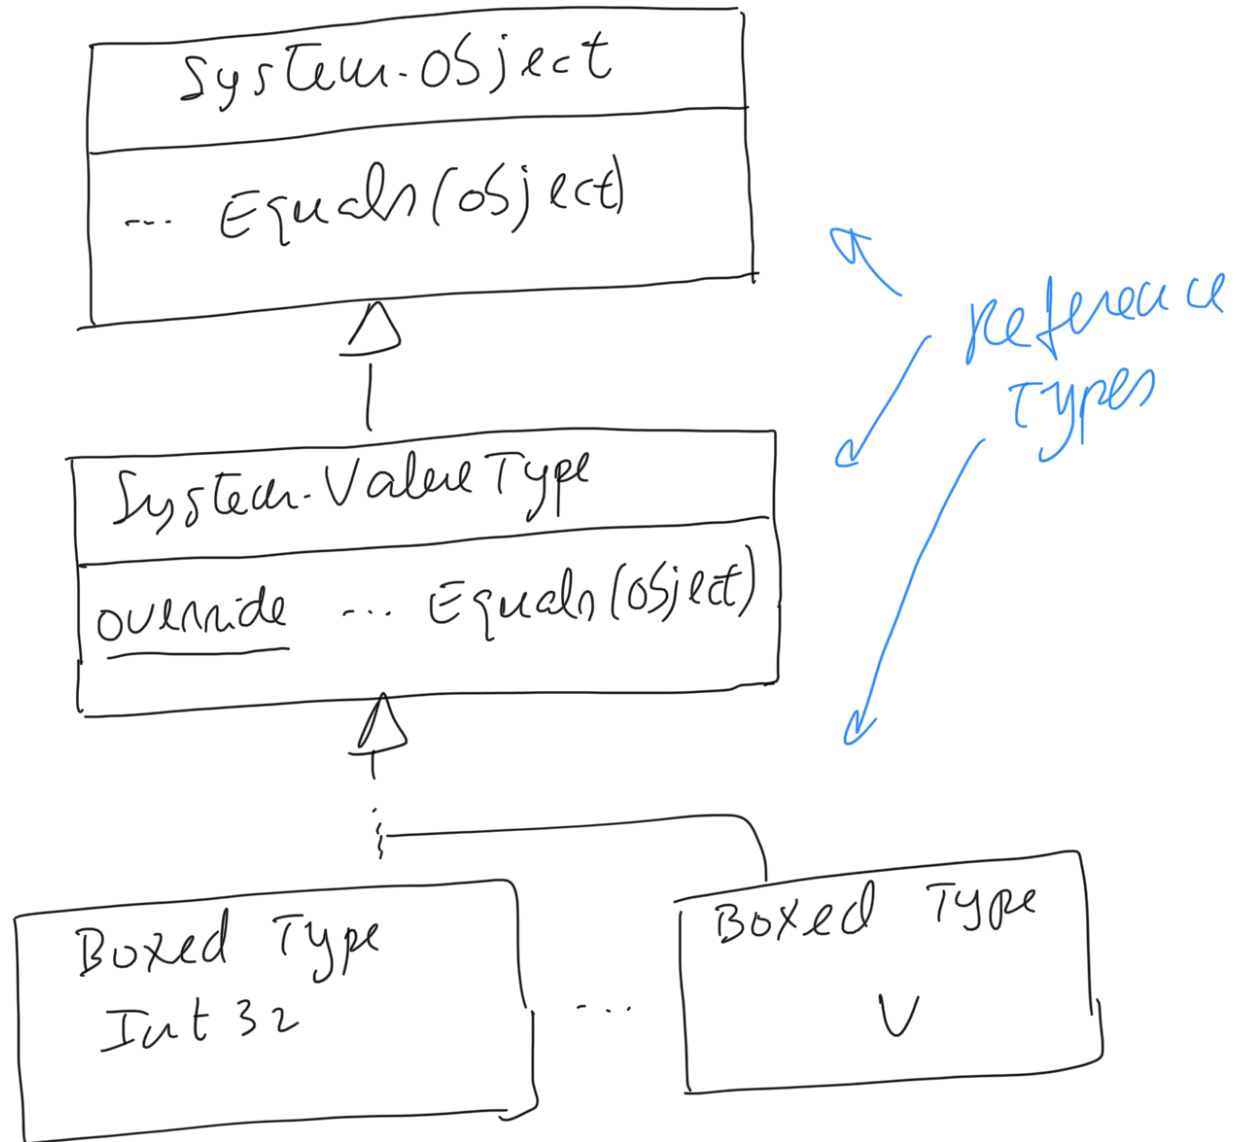 System.Object
... Equals(object)
Reference
Types
System.ValueType
override ... Equals(object)
Boxed Type
Int32
...
Boxed Type
V